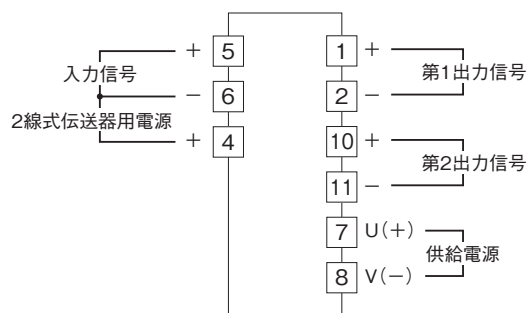 + 5
入力信号
− 6
2線式伝送器用電源
+ 4
1 +
第1出力信号
2 −
10 +
第2出力信号
11 −
7 U(+)
供給電源
8 V(−)